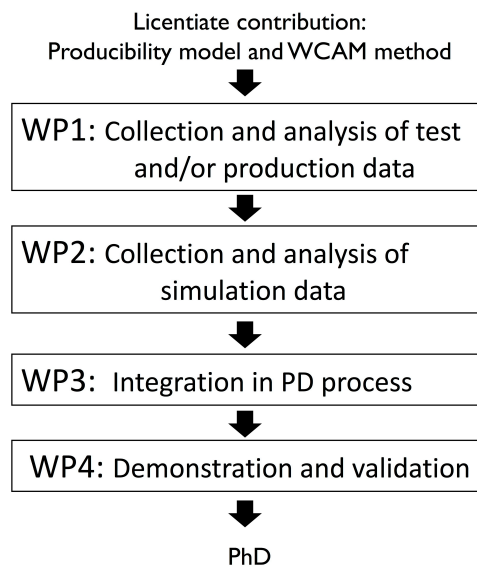 Licentiate contribution:
Producibility model and WCAM method
WP1: Collection and analysis of test
and/or production data
WP2: Collection and analysis of
simulation data
WP3: Integration in PD process
WP4: Demonstration and validation
PhD